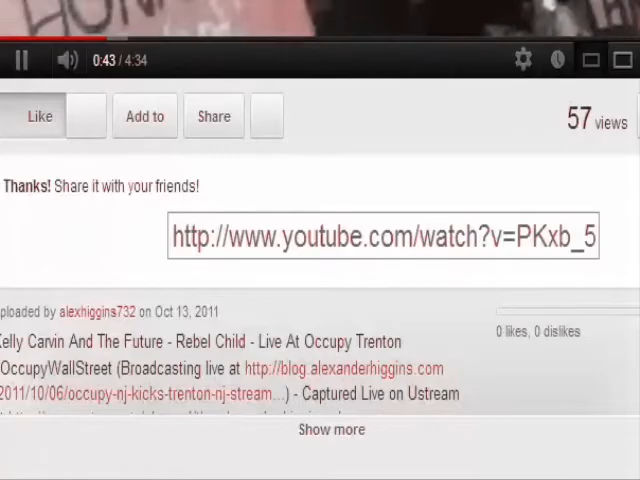 0:43 / 4:34
Like
Add to
Share
57 views
Thanks! Share it with your friends!
http://www.youtube.com/watch?v=PKxb_5
ploaded by alexhiggins732 on Oct 13, 2011
0 likes, 0 dislikes
Kelly Carvin And The Future - Rebel Child - Live At Occupy Trenton
OccupyWallStreet (Broadcasting live at http://blog.alexanderhiggins.com
2011/10/06/occupy-nj-kicks-trenton-nj-stream...) - Captured Live on Ustream
Show more